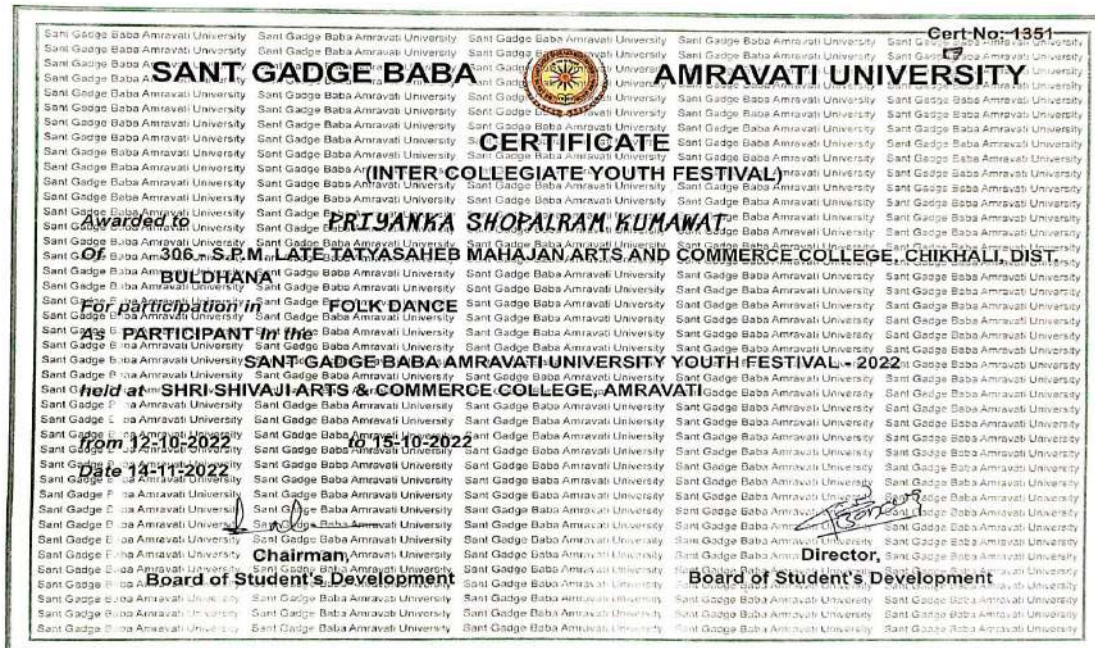 Cert No: 1351
SANT GADGE BABA AMRAVATI UNIVERSITY
CERTIFICATE
(INTER COLLEGIATE YOUTH FESTIVAL)
Awarded to PRIYANKA SHOPALRAM KUMAWAT
Of 306 - S.P.M. LATE TATYASAHEB MAHAJAN ARTS AND COMMERCE COLLEGE, CHIKHALI, DIST.
BULDHANA
For participation in FOLK DANCE
As PARTICIPANT In the
SANT GADGE BABA AMRAVATI UNIVERSITY YOUTH FESTIVAL - 2022
held at SHRI SHIVAJI ARTS & COMMERCE COLLEGE, AMRAVATI
from 12-10-2022 to 15-10-2022
Date 14-11-2022
Chairman, Director,
Board of Student's Development Board of Student's Development